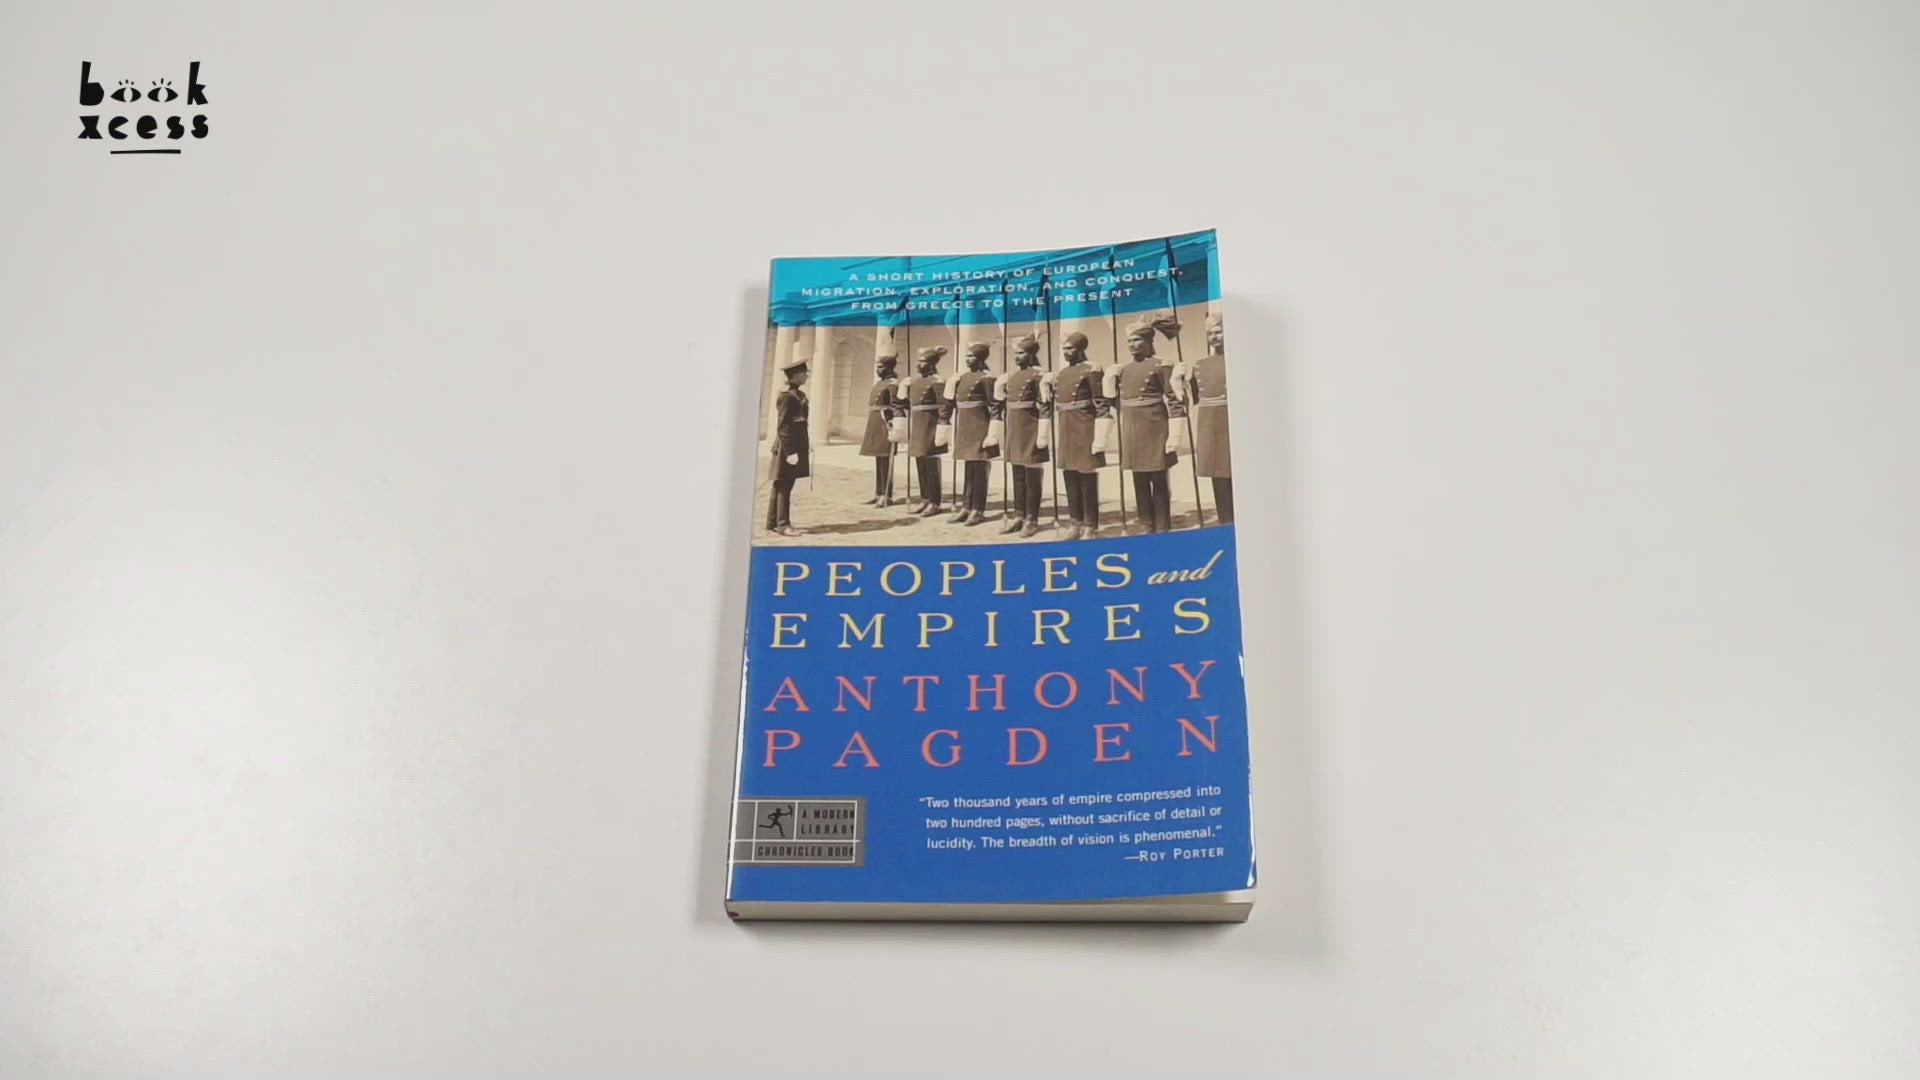 book
xcess
A SHORT HISTORY OF EUROPEAN
MIGRATION, EXPLORATION, AND CONQUEST,
FROM GREECE TO THE PRESENT
PEOPLES and
EMPIRES
ANTHONY
PAGDEN
“Two thousand years of empire compressed into
two hundred pages, without sacrifice of detail or
lucidity. The breadth of vision is phenomenal.”
—ROY PORTER
A MODERN
LIBRARY
CHRONICLES BOOK